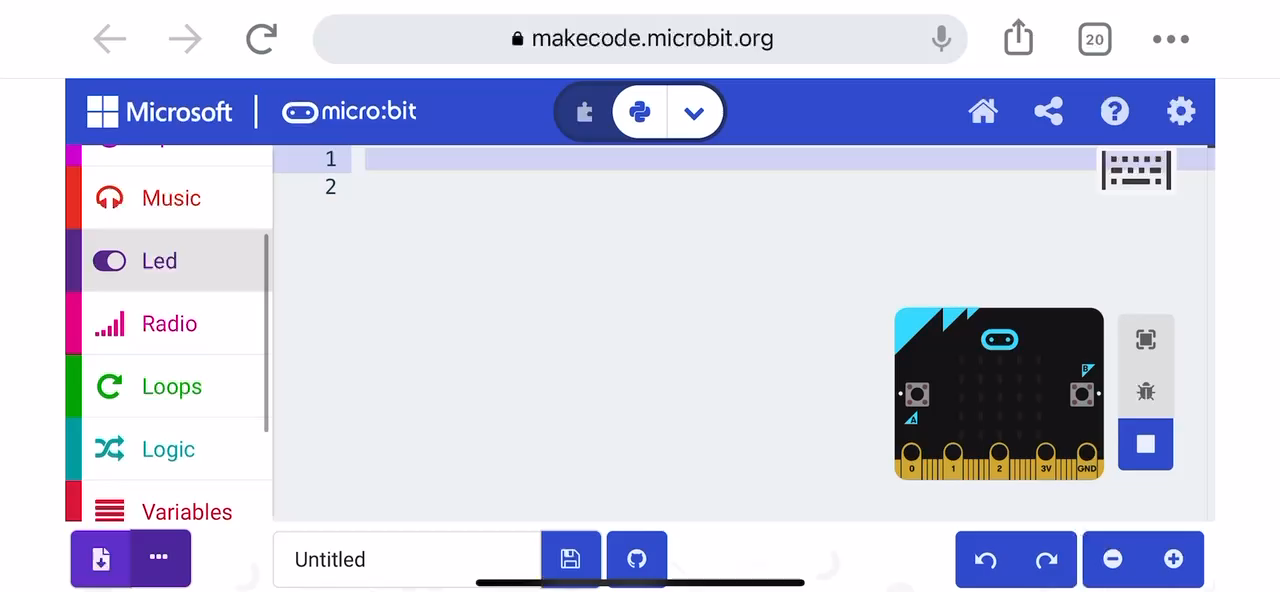 makecode.microbit.org
20
Microsoft
micro:bit
1
2
Music
Led
Radio
Loops
Logic
Variables
B
A
0
1
2
3V
GND
Untitled